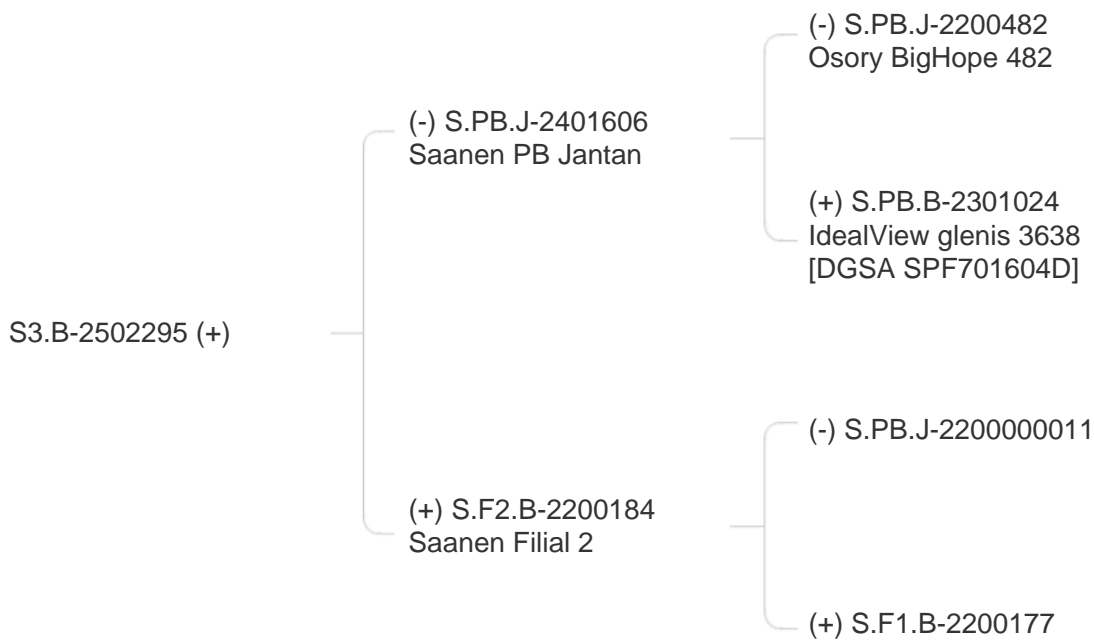 (-) S.PB.J-2200482
Osory BigHope 482
(-) S.PB.J-2401606
Saanen PB Jantan
(+) S.PB.B-2301024
IdealView glenis 3638
[DGSA SPF701604D]
S3.B-2502295 (+)
(-) S.PB.J-2200000011
(+) S.F2.B-2200184
Saanen Filial 2
(+) S.F1.B-2200177